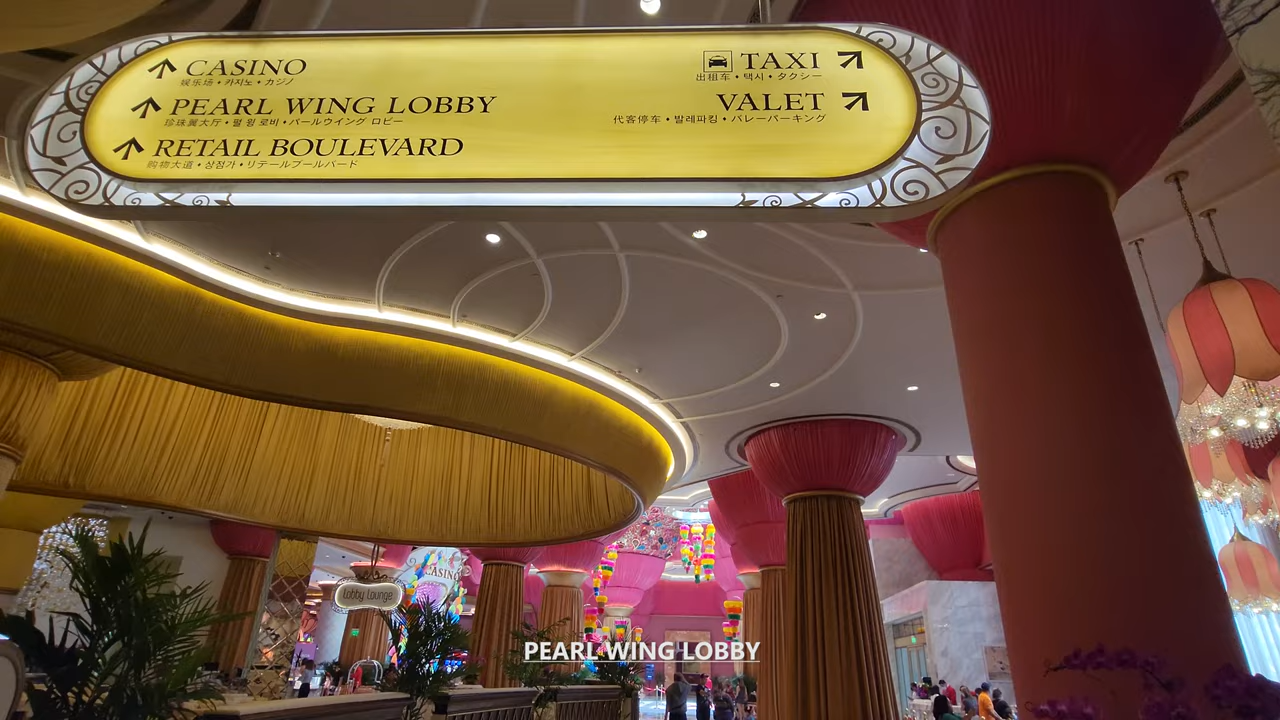 CASINO
娱乐场 • 카지노 • カジノ
PEARL WING LOBBY
珍珠翼大厅 • 펄 윙 로비 • パールウイング ロビー
RETAIL BOULEVARD
购物大道 • 상점가 • リテールブールバード
TAXI
出租车 • 택시 • タクシー
VALET
代客停车 • 발레파킹 • バレーパーキング
CASINO
Lobby Lounge
PEARL WING LOBBY